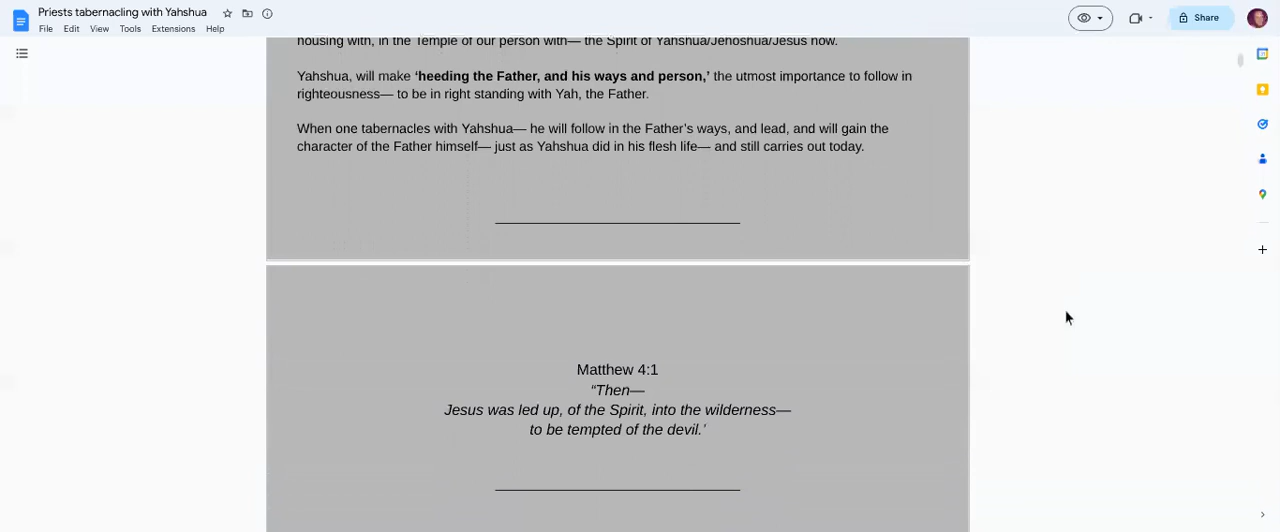 Priests tabernacling with Yahshua
File Edit View Tools Extensions Help
Share
housing with, in the Temple of our person with— the Spirit of Yahshua/Jehoshua/Jesus now.
Yahshua, will make ‘heeding the Father, and his ways and person,’ the utmost importance to follow in
righteousness— to be in right standing with Yah, the Father.
When one tabernacles with Yahshua— he will follow in the Father’s ways, and lead, and will gain the
character of the Father himself— just as Yahshua did in his flesh life— and still carries out today.
Matthew 4:1
“Then—
Jesus was led up, of the Spirit, into the wilderness—
to be tempted of the devil.’